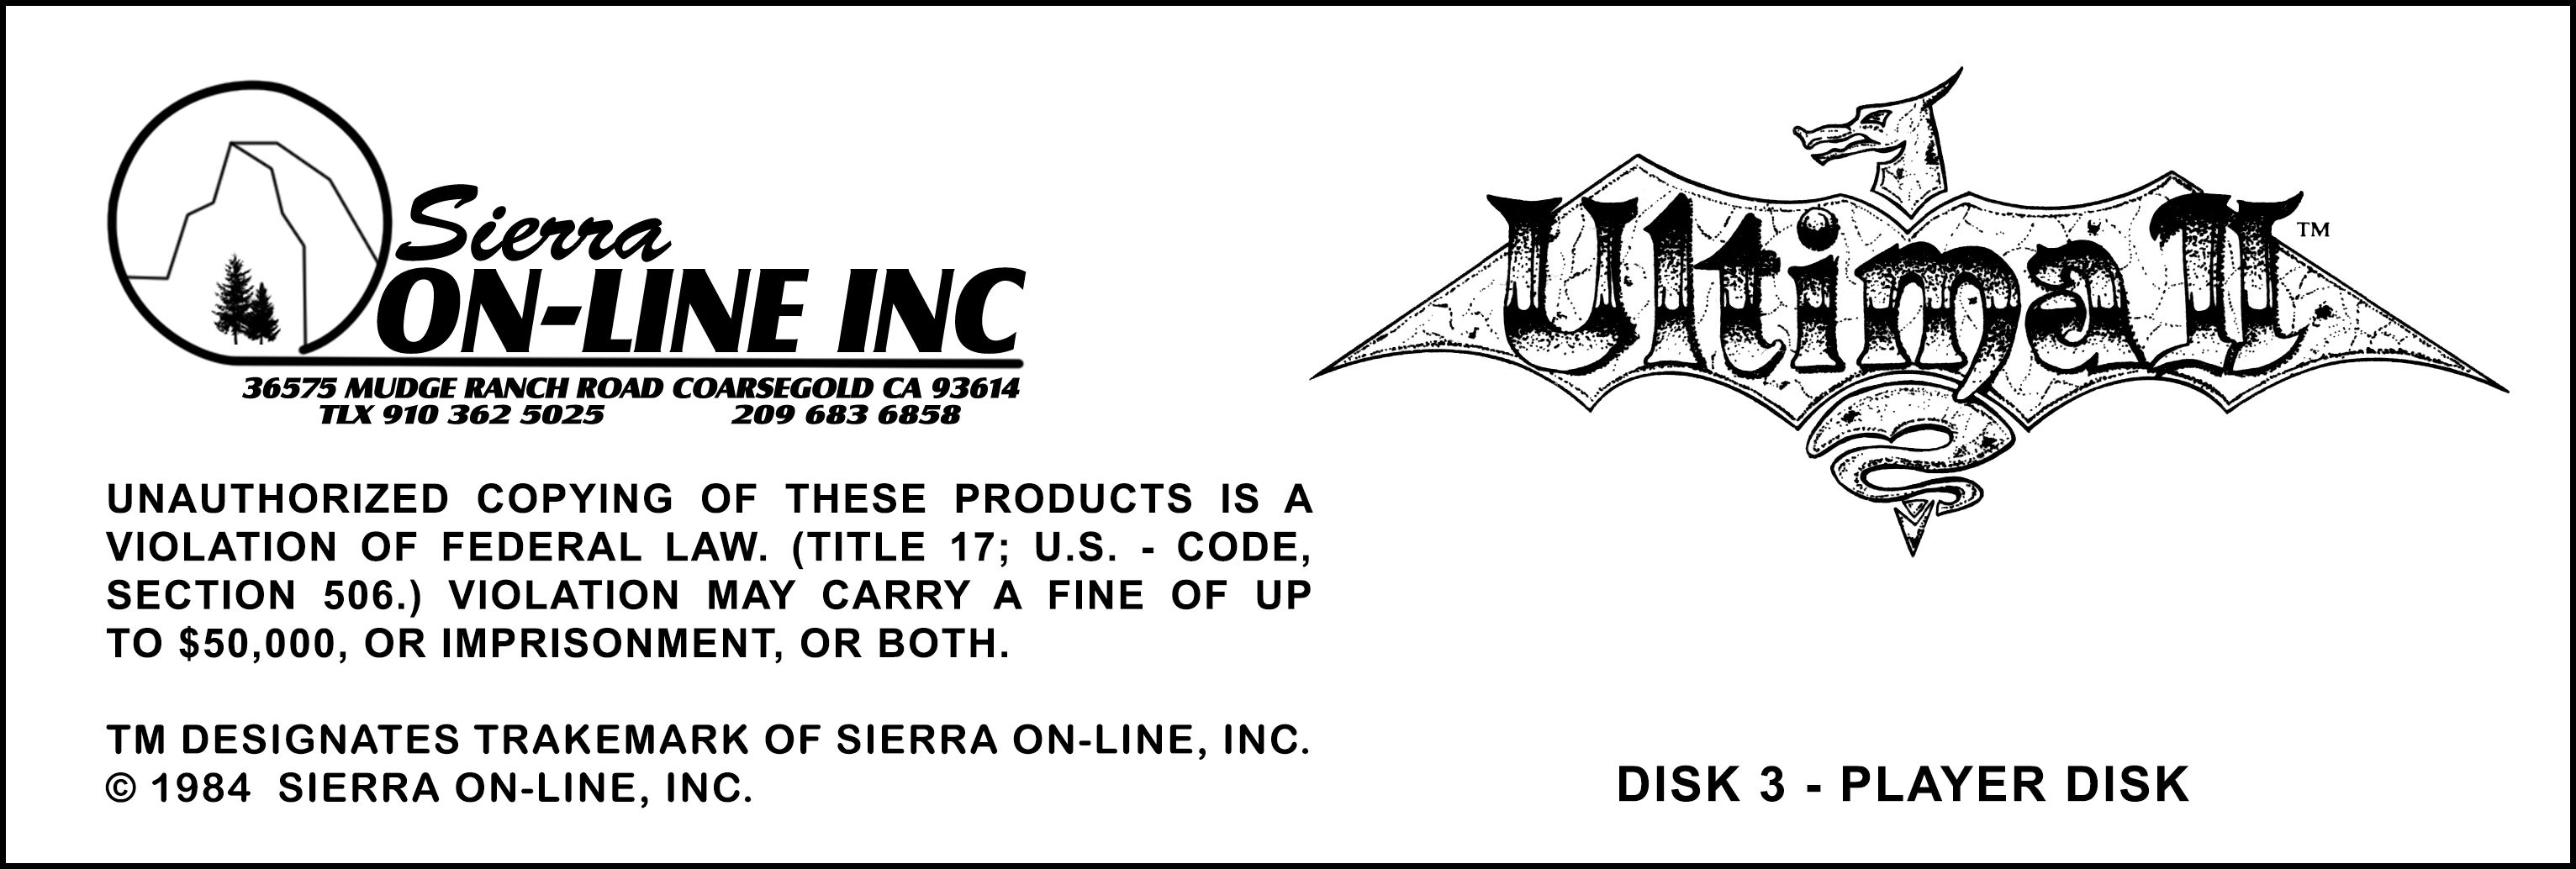 Sierra
ON-LINE INC
36575 MUDGE RANCH ROAD COARSEGOLD CA 93614
TLX 910 362 5025 209 683 6858
UNAUTHORIZED COPYING OF THESE PRODUCTS IS A
VIOLATION OF FEDERAL LAW. (TITLE 17; U.S. - CODE,
SECTION 506.) VIOLATION MAY CARRY A FINE OF UP
TO $50,000, OR IMPRISONMENT, OR BOTH.
TM DESIGNATES TRAKEMARK OF SIERRA ON-LINE, INC.
© 1984 SIERRA ON-LINE, INC.
Ultima II TM
DISK 3 - PLAYER DISK